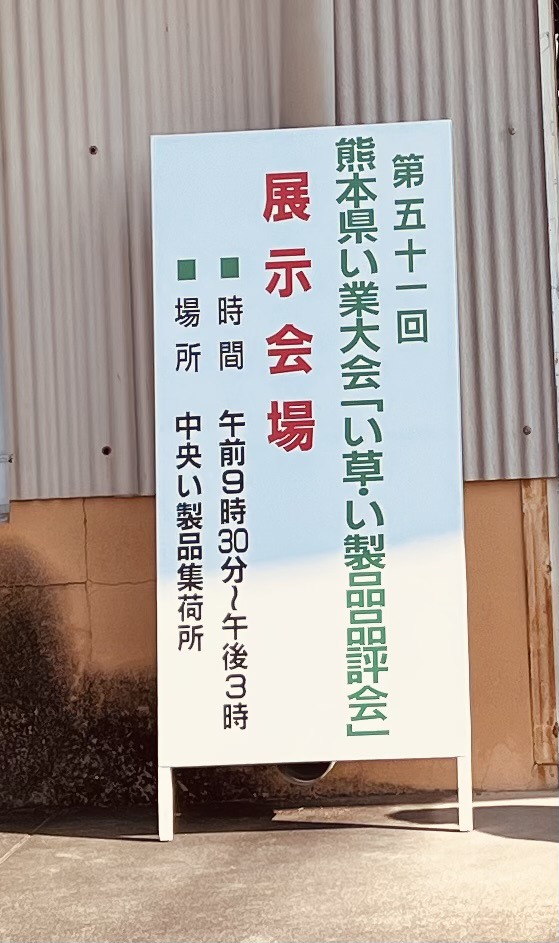 第五十一回
熊本県い業大会「い草・い製品品評会」
展示会場
■時間 午前9時30分~午後3時
■場所 中央い製品集荷所